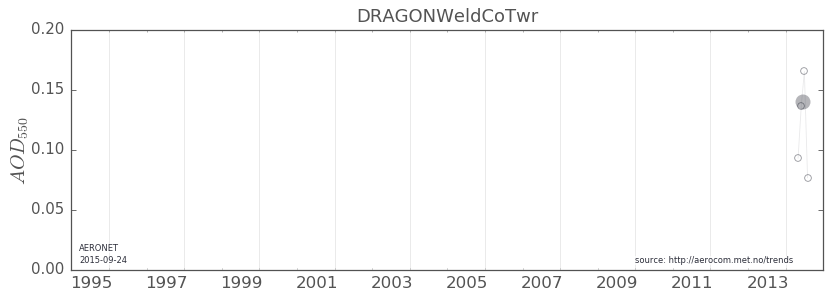 DRAGONWeldCoTwr
0.20
0.15
0.10
0.05
0.00
AOD550
AERONET
2015-09-24
source: http://aerocom.met.no/trends
1995 1997 1999 2001 2003 2005 2007 2009 2011 2013